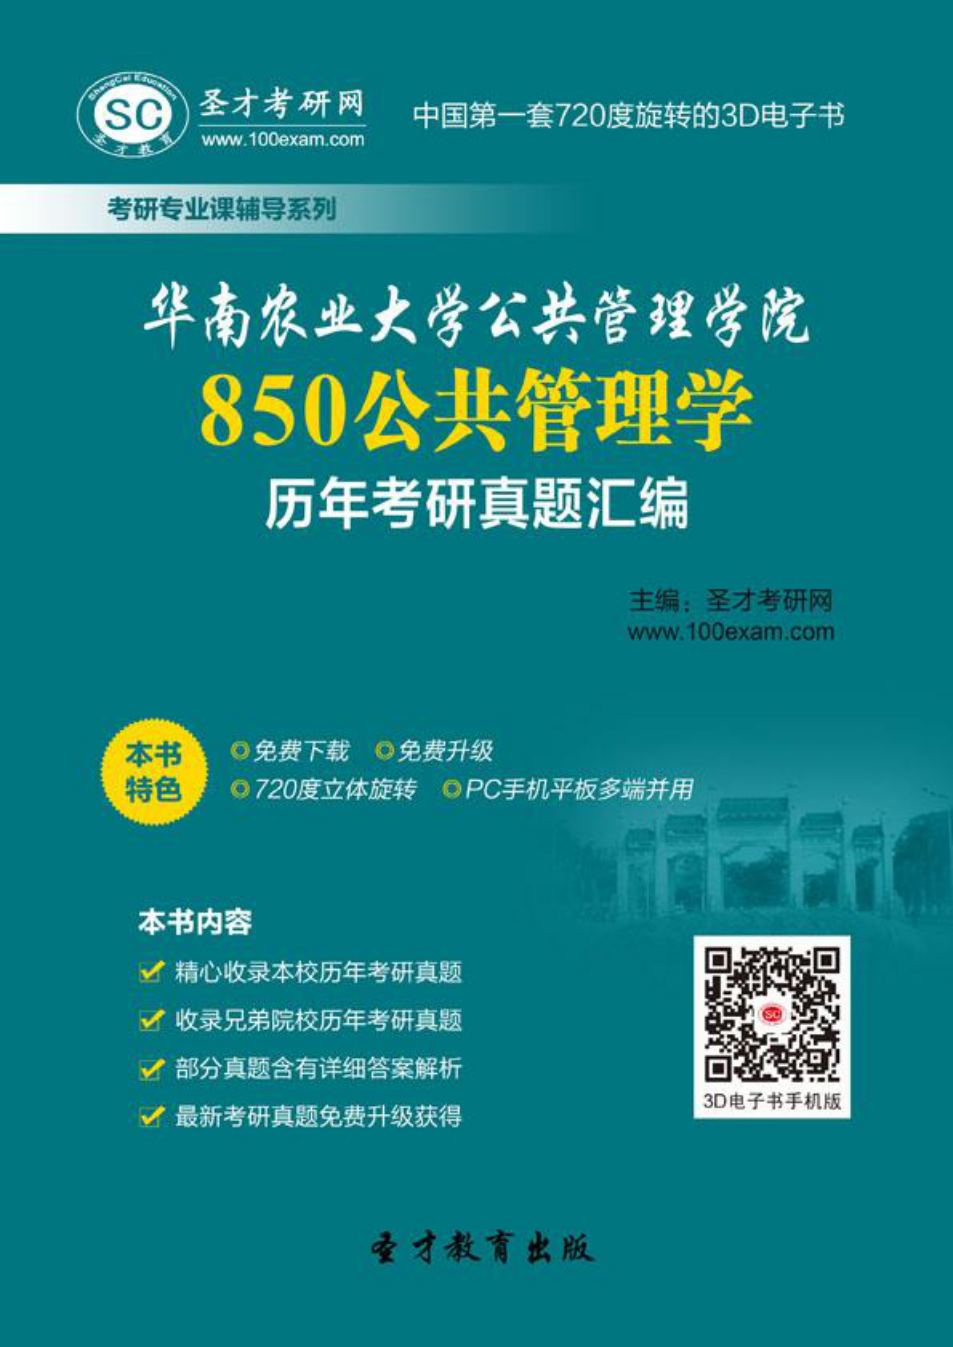 ShengCai Education
SC
圣才教育
圣才考研网
www.100exam.com
中国第一套720度旋转的3D电子书
考研专业课辅导系列
华南农业大学公共管理学院
850公共管理学
历年考研真题汇编
主编：圣才考研网
www.100exam.com
本书
特色
◎免费下载 ◎免费升级
◎720度立体旋转 ◎PC手机平板多端并用
本书内容
精心收录本校历年考研真题
收录兄弟院校历年考研真题
部分真题含有详细答案解析
最新考研真题免费升级获得
SC
3D电子书手机版
圣才教育出版